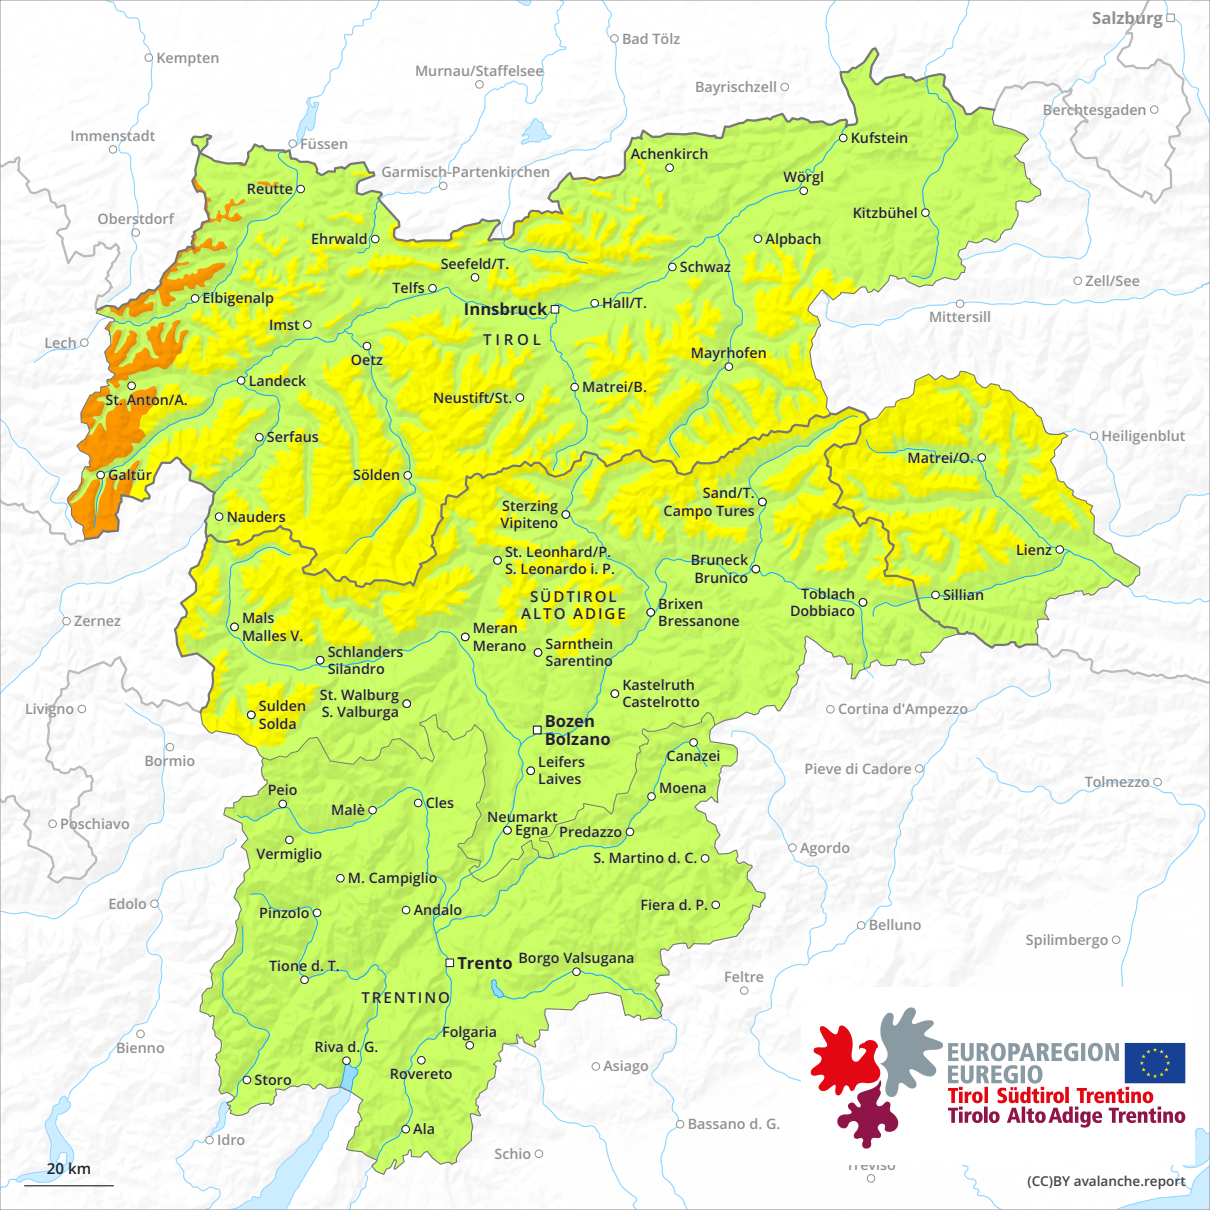 Salzburg
Bad Tölz
Kempten
Murnau/Staffelsee
Bayrischzell
Berchtesgaden
Immenstadt
Füssen
Kufstein
Achenkirch
Garmisch-Partenkirchen
Wörgl
Reutte
Oberstdorf
Kitzbühel
Ehrwald
Alpbach
Seefeld/T.
Schwaz
Zell/See
Telfs
Elbigenalp
Innsbruck
Hall/T.
Mittersill
Imst
TIROL
Lech
Oetz
Mayrhofen
Landeck
Matrei/B.
St. Anton/A.
Neustift/St.
Serfaus
Heiligenblut
Matrei/O.
Galtür
Sölden
Sand/T.
Campo Tures
Sterzing
Vipiteno
Nauders
Lienz
St. Leonhard/P.
S. Leonardo i. P.
Bruneck
Brunico
SÜDTIROL
ALTO ADIGE
Toblach
Dobbiaco
Sillian
Brixen
Bressanone
Zernez
Mals
Malles V.
Meran
Merano
Sarnthein
Sarentino
Schlanders
Silandro
Kastelruth
Castelrotto
St. Walburg
S. Valburga
Livigno
Sulden
Solda
Cortina d'Ampezzo
Bozen
Bolzano
Bormio
Canazei
Leifers
Laives
Pieve di Cadore
Tolmezzo
Peio
Moena
Malè
Cles
Neumarkt
Egna
Predazzo
Poschiavo
Vermiglio
S. Martino d. C.
Agordo
M. Campiglio
Edolo
Pinzolo
Andalo
Fiera d. P.
Belluno
Spilimbergo
Tione d. T.
Trento
Borgo Valsugana
Feltre
TRENTINO
Folgaria
Bienno
Riva d. G.
Rovereto
Asiago
Storo
EUROPAREGION
EUREGIO
Tirol Südtirol Trentino
Tirolo Alto Adige Trentino
Ala
Bassano d. G.
Idro
Schio
Treviso
20 km
(CC)BY avalanche.report